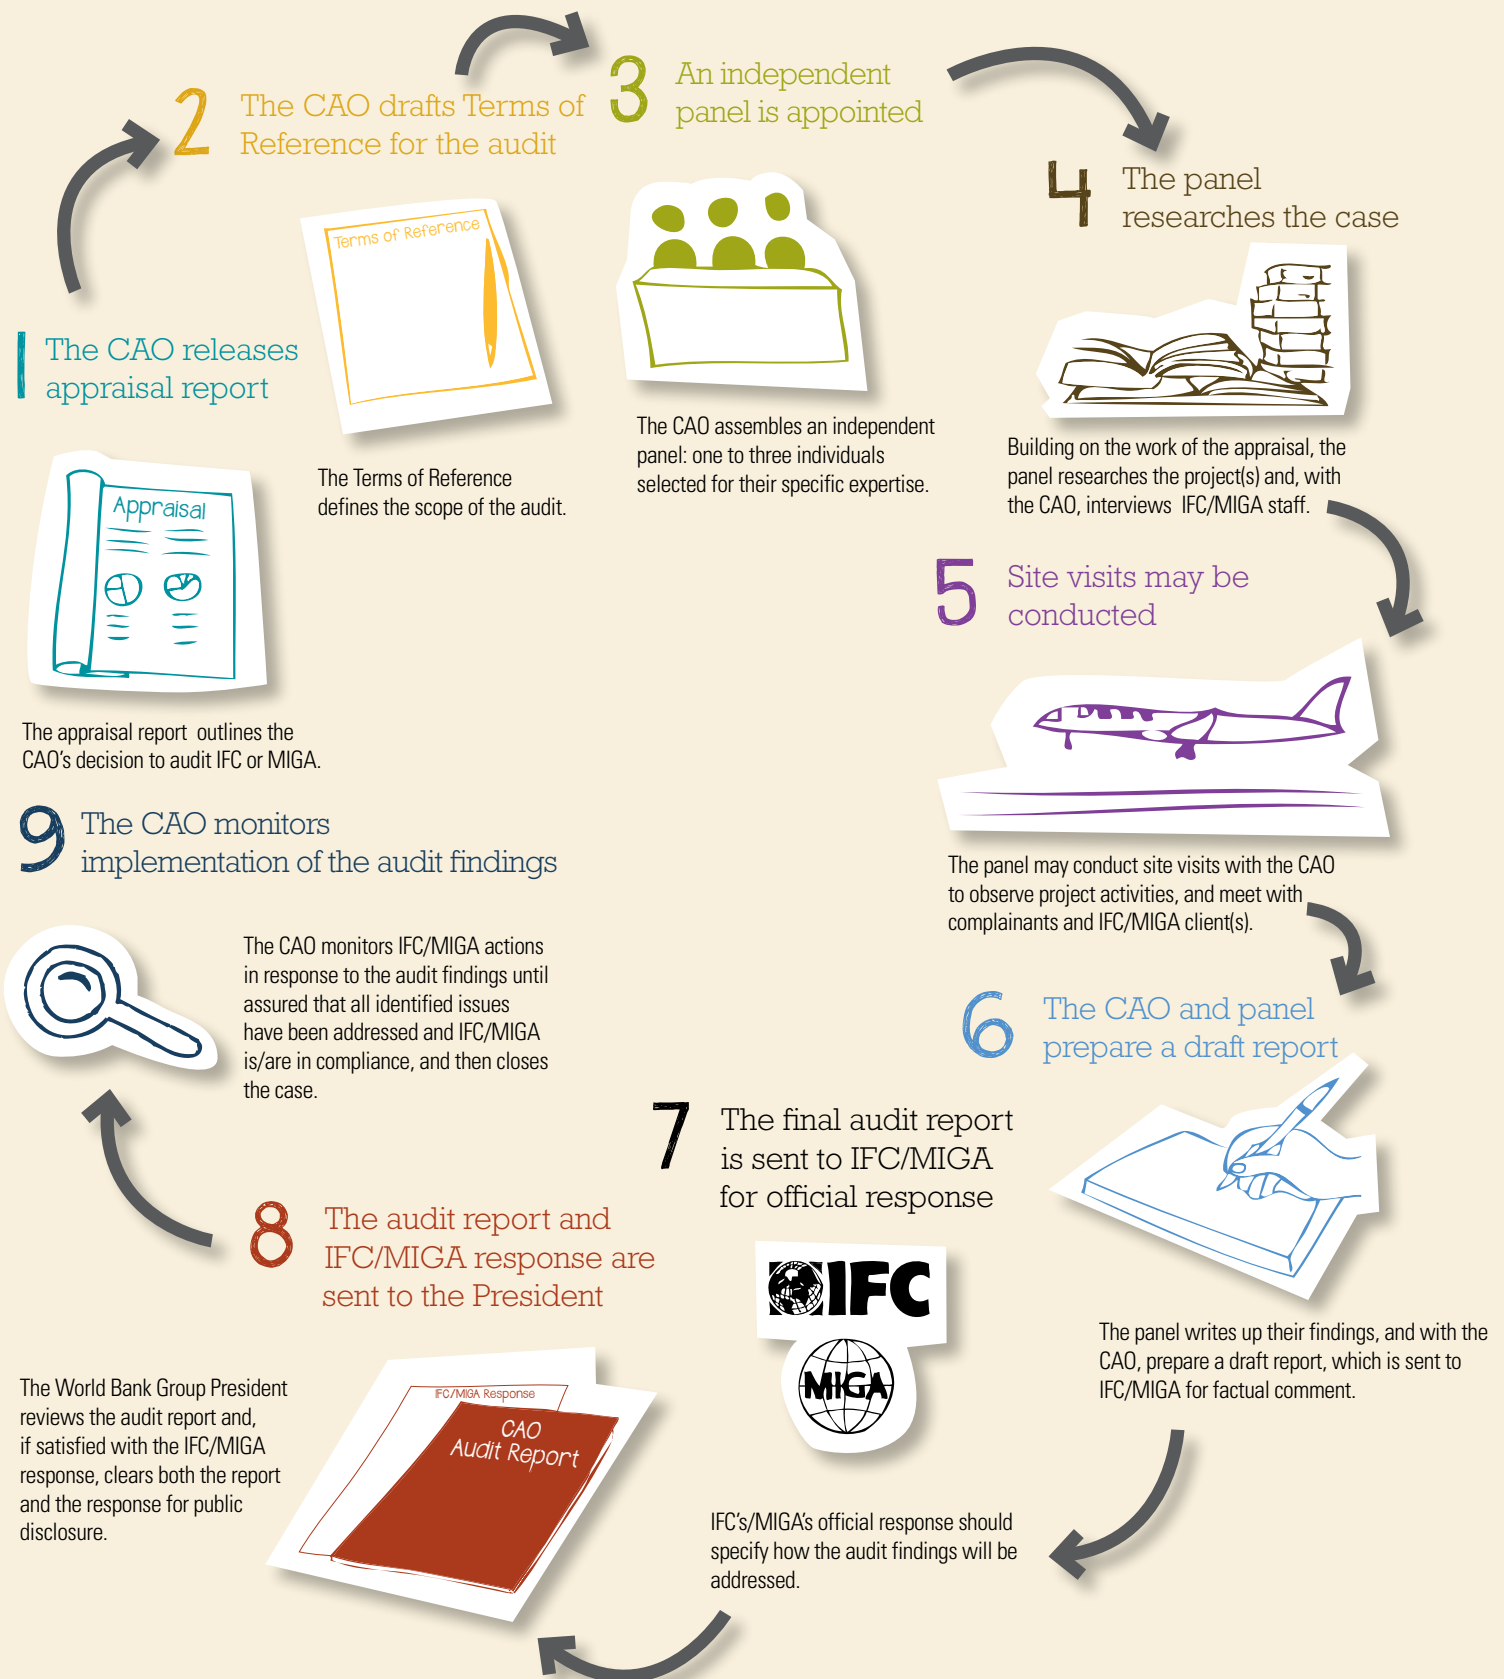 1 The CAO releases
appraisal report
Appraisal
The appraisal report outlines the
CAO's decision to audit IFC or MIGA.
2 The CAO drafts Terms of
Reference for the audit
Terms of Reference
The Terms of Reference
defines the scope of the audit.
3 An independent
panel is appointed
The CAO assembles an independent
panel: one to three individuals
selected for their specific expertise.
4 The panel
researches the case
Building on the work of the appraisal, the
panel researches the project(s) and, with
the CAO, interviews IFC/MIGA staff.
5 Site visits may be
conducted
The panel may conduct site visits with the CAO
to observe project activities, and meet with
complainants and IFC/MIGA client(s).
6 The CAO and panel
prepare a draft report
The panel writes up their findings, and with the
CAO, prepare a draft report, which is sent to
IFC/MIGA for factual comment.
7 The final audit report
is sent to IFC/MIGA
for official response
IFC
MIGA
IFC's/MIGA's official response should
specify how the audit findings will be
addressed.
8 The audit report and
IFC/MIGA response are
sent to the President
IFC/MIGA Response
CAO
Audit Report
The World Bank Group President
reviews the audit report and,
if satisfied with the IFC/MIGA
response, clears both the report
and the response for public
disclosure.
9 The CAO monitors
implementation of the audit findings
The CAO monitors IFC/MIGA actions
in response to the audit findings until
assured that all identified issues
have been addressed and IFC/MIGA
is/are in compliance, and then closes
the case.